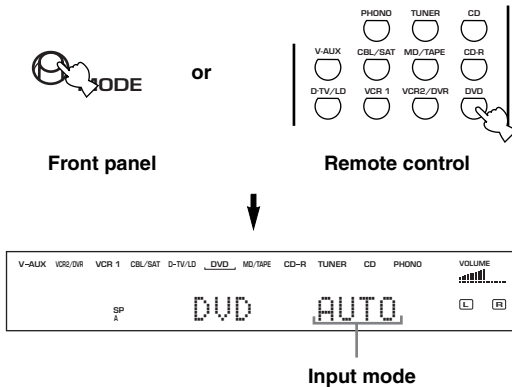 PHONO TUNER CD
V-AUX CBL/SAT MD/TAPE CD-R
D-TV/LD VCR 1 VCR2/DVR DVD
MODE
or
Front panel
Remote control
V-AUX VCR2/DVR VCR 1 CBL/SAT D-TV/LD DVD MD/TAPE CD-R TUNER CD PHONO VOLUME
SP
A
DVD AUTO
L R
Input mode